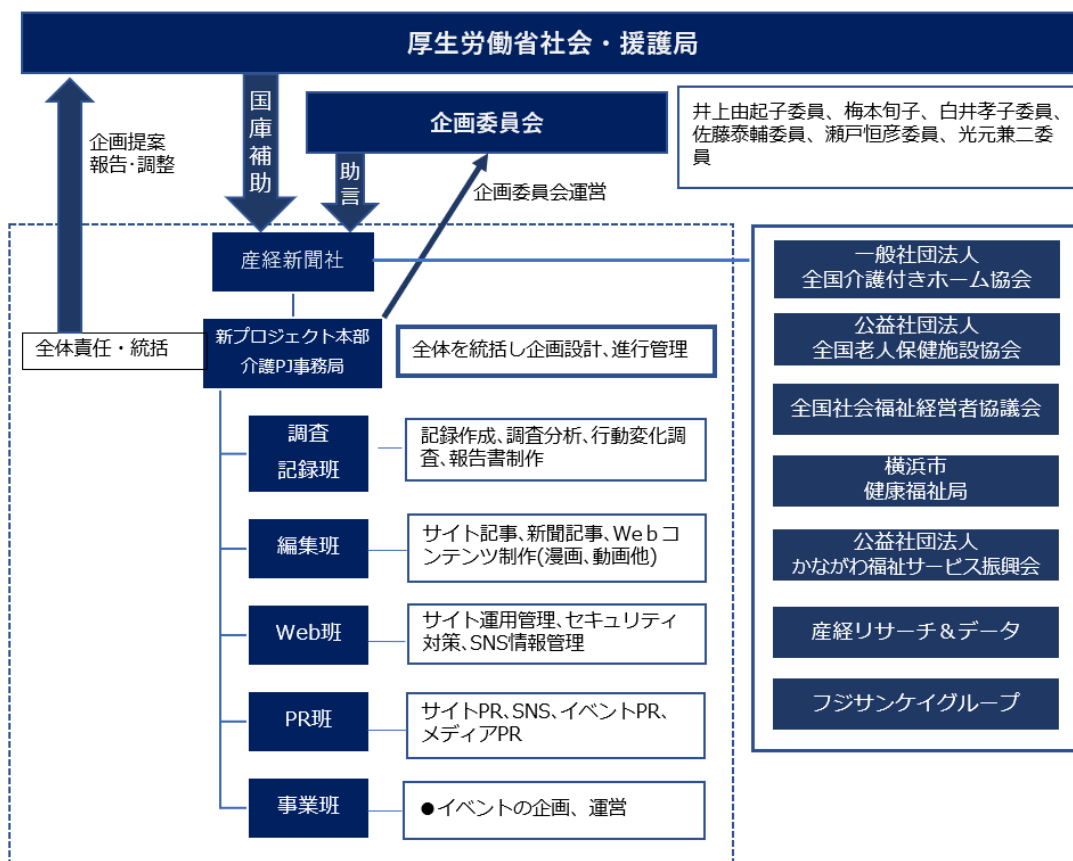 厚生労働省社会・援護局
企画提案
報告・調整
国庫補助
企画委員会
助言
企画委員会運営
井上由起子委員、梅本旬子、白井孝子委員、
佐藤泰輔委員、瀬戸恒彦委員、光元兼二委
員
産経新聞社
全体責任・統括
新プロジェクト本部
介護PJ事務局
全体を統括し企画設計、進行管理
調査
記録班
記録作成、調査分析、行動変化調
査、報告書制作
編集班
サイト記事、新聞記事、Webコ
ンテンツ制作(漫画、動画他)
Web班
サイト運用管理、セキュリティ
対策、SNS情報管理
PR班
サイトPR、SNS、イベントPR、
メディアPR
事業班
●イベントの企画、運営
一般社団法人
全国介護付きホーム協会
公益社団法人
全国老人保健施設協会
全国社会福祉経営者協議会
横浜市
健康福祉局
公益社団法人
かながわ福祉サービス振興会
産経リサーチ＆データ
フジサンケイグループ